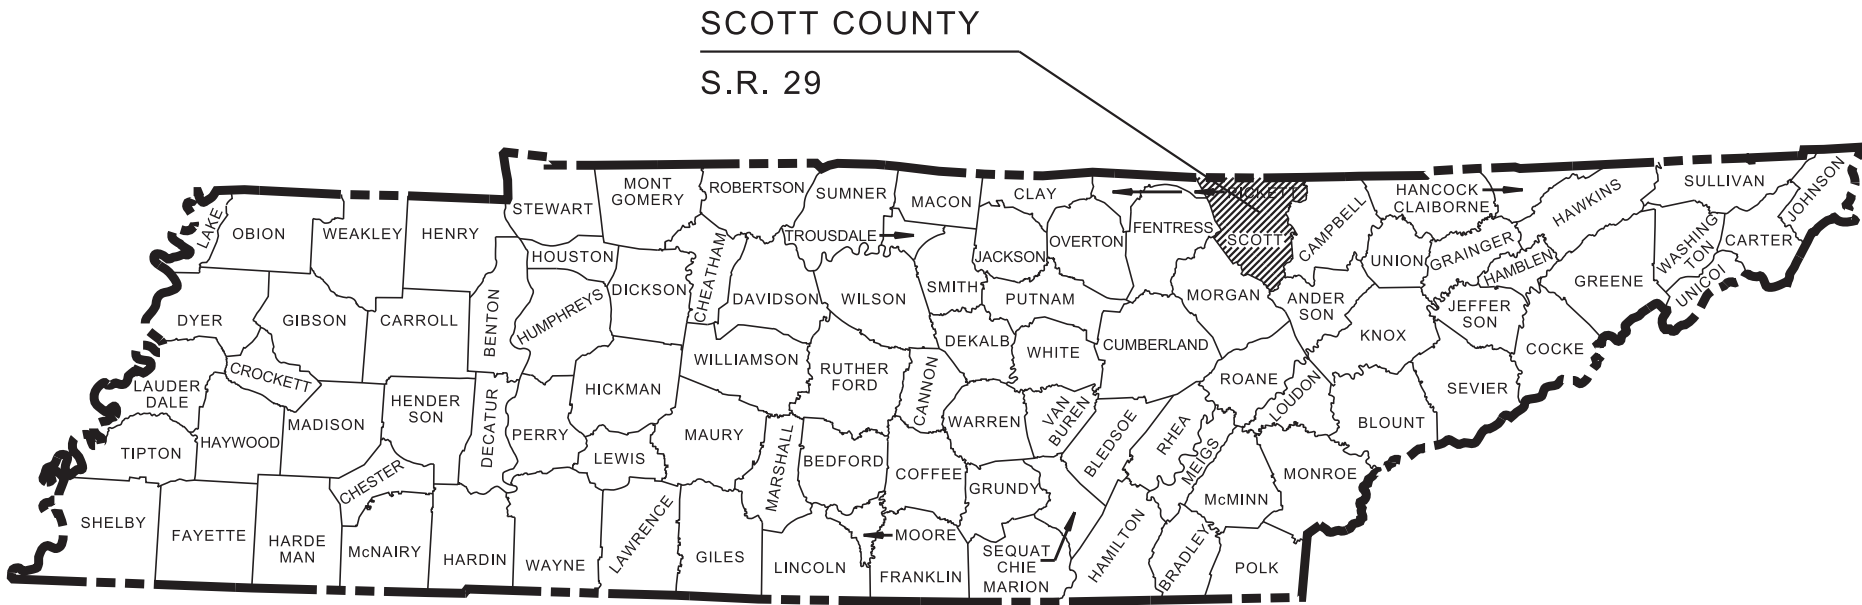 SCOTT COUNTY
S.R. 29
MONT
GOMERY
ROBERTSON
SUMNER
MACON
CLAY
PICKETT
HANCOCK
CLAIBORNE
HAWKINS
SULLIVAN
JOHNSON
LAKE
OBION
WEAKLEY
HENRY
STEWART
TROUSDALE
OVERTON
FENTRESS
SCOTT
CAMPBELL
UNION
GRAINGER
HAMBLEN
WASHING
TON
CARTER
UNICOI
GREENE
HOUSTON
DICKSON
CHEATHAM
DAVIDSON
WILSON
SMITH
JACKSON
PUTNAM
MORGAN
ANDER
SON
JEFFER
SON
KNOX
COCKE
DYER
GIBSON
CARROLL
BENTON
HUMPHREYS
WILLIAMSON
RUTHER
FORD
CANNON
DEKALB
WHITE
CUMBERLAND
ROANE
LOUDON
SEVIER
BLOUNT
LAUDER
DALE
CROCKETT
HAYWOOD
MADISON
HENDER
SON
DECATUR
PERRY
HICKMAN
LEWIS
MAURY
MARSHALL
BEDFORD
COFFEE
WARREN
VAN
BUREN
BLEDSOE
RHEA
MEIGS
McMINN
MONROE
TIPTON
CHESTER
GRUNDY
SHELBY
FAYETTE
HARDE
MAN
McNAIRY
HARDIN
WAYNE
LAWRENCE
GILES
LINCOLN
MOORE
FRANKLIN
SEQUAT
CHIE
MARION
HAMILTON
BRADLEY
POLK